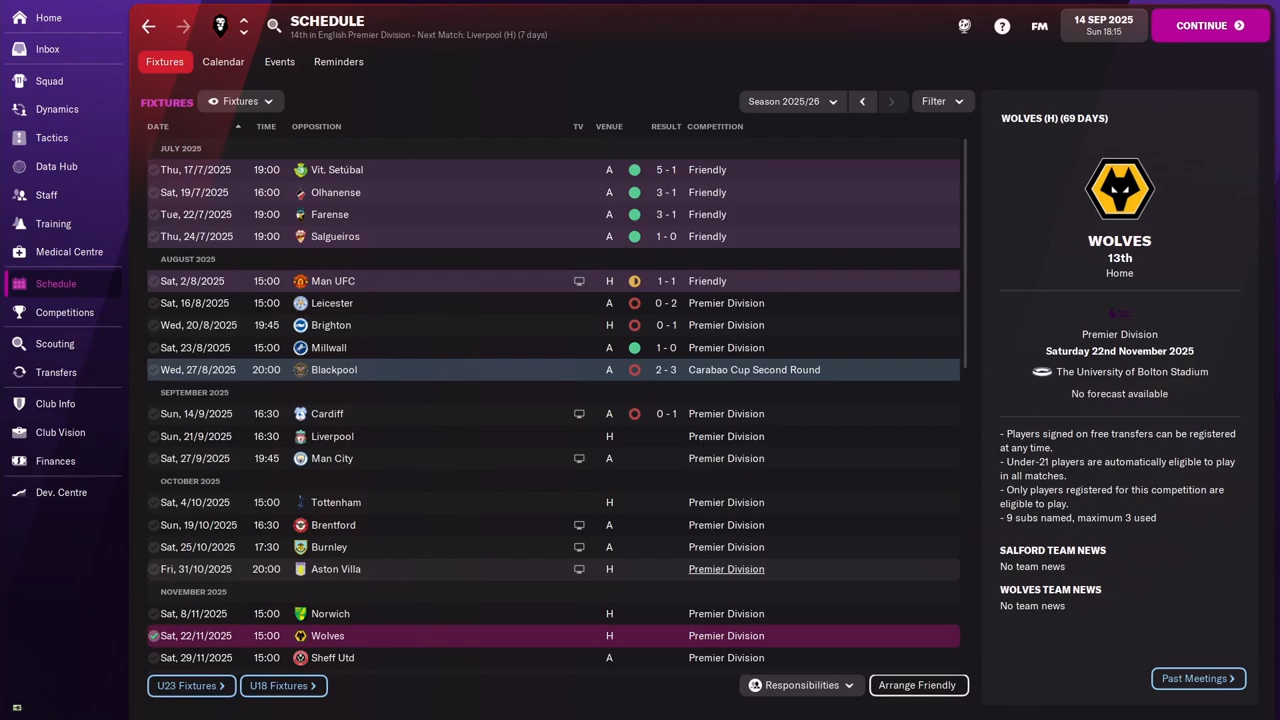 Home
Inbox
Squad
Dynamics
Tactics
Data Hub
Staff
Training
Medical Centre
Schedule
Competitions
Scouting
Transfers
Club Info
Club Vision
Finances
Dev. Centre
SCHEDULE
14th in English Premier Division - Next Match: Liverpool (H) (7 days)
FM
14 SEP 2025
Sun 18:15
CONTINUE
Fixtures Calendar Events Reminders
FIXTURES Fixtures Season 2025/26 Filter
DATE TIME OPPOSITION TV VENUE RESULT COMPETITION
JULY 2025
Thu, 17/7/2025 19:00 Vit. Setúbal A 5 - 1 Friendly
Sat, 19/7/2025 16:00 Olhanense A 3 - 1 Friendly
Tue, 22/7/2025 19:00 Farense A 3 - 1 Friendly
Thu, 24/7/2025 19:00 Salgueiros A 1 - 0 Friendly
AUGUST 2025
Sat, 2/8/2025 15:00 Man UFC H 1 - 1 Friendly
Sat, 16/8/2025 15:00 Leicester A 0 - 2 Premier Division
Wed, 20/8/2025 19:45 Brighton H 0 - 1 Premier Division
Sat, 23/8/2025 15:00 Millwall A 1 - 0 Premier Division
Wed, 27/8/2025 20:00 Blackpool A 2 - 3 Carabao Cup Second Round
SEPTEMBER 2025
Sun, 14/9/2025 16:30 Cardiff A 0 - 1 Premier Division
Sun, 21/9/2025 16:30 Liverpool H Premier Division
Sat, 27/9/2025 19:45 Man City A Premier Division
OCTOBER 2025
Sat, 4/10/2025 15:00 Tottenham H Premier Division
Sun, 19/10/2025 16:30 Brentford A Premier Division
Sat, 25/10/2025 17:30 Burnley A Premier Division
Fri, 31/10/2025 20:00 Aston Villa H Premier Division
NOVEMBER 2025
Sat, 8/11/2025 15:00 Norwich H Premier Division
Sat, 22/11/2025 15:00 Wolves H Premier Division
Sat, 29/11/2025 15:00 Sheff Utd A Premier Division
U23 Fixtures U18 Fixtures Responsibilities Arrange Friendly
WOLVES (H) (69 DAYS)
WOLVES
13th
Home
Premier Division
Saturday 22nd November 2025
The University of Bolton Stadium
No forecast available
- Players signed on free transfers can be registered
at any time.
- Under-21 players are automatically eligible to play
in all matches.
- Only players registered for this competition are
eligible to play.
- 9 subs named, maximum 3 used
SALFORD TEAM NEWS
No team news
WOLVES TEAM NEWS
No team news
Past Meetings